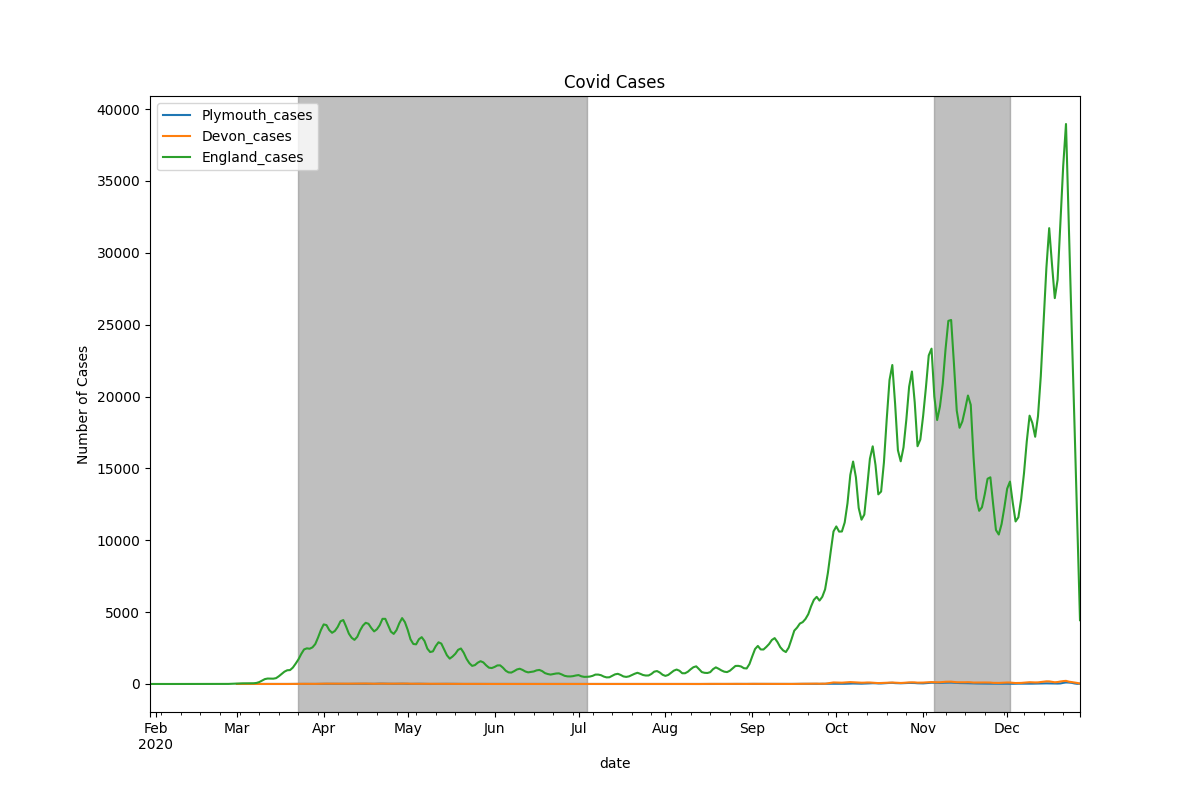 Covid Cases
40000
35000
30000
25000
20000
15000
10000
5000
0
Number of Cases
Plymouth_cases
Devon_cases
England_cases
Feb Mar Apr May Jun Jul Aug Sep Oct Nov Dec
2020
date